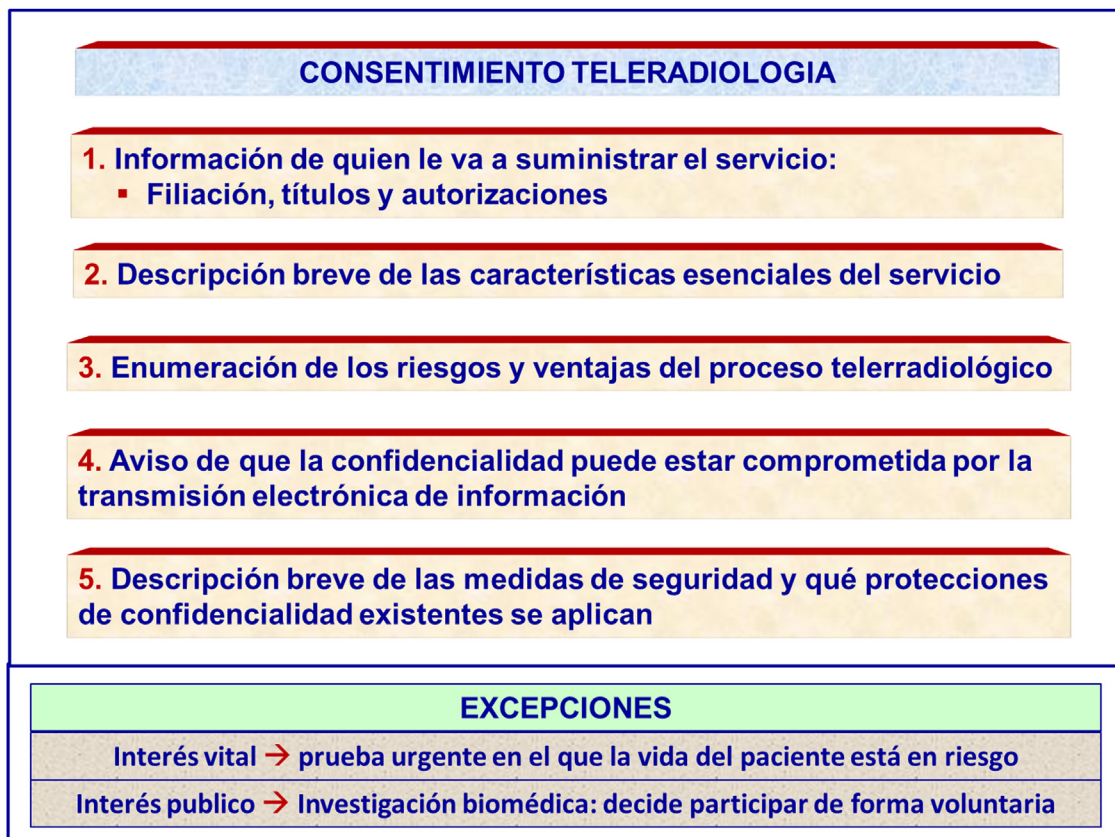 CONSENTIMIENTO TELERADIOLOGIA
1. Información de quien le va a suministrar el servicio:
▪ Filiación, títulos y autorizaciones
2. Descripción breve de las características esenciales del servicio
3. Enumeración de los riesgos y ventajas del proceso telerradiológico
4. Aviso de que la confidencialidad puede estar comprometida por la
transmisión electrónica de información
5. Descripción breve de las medidas de seguridad y qué protecciones
de confidencialidad existentes se aplican
EXCEPCIONES
Interés vital → prueba urgente en el que la vida del paciente está en riesgo
Interés publico → Investigación biomédica: decide participar de forma voluntaria